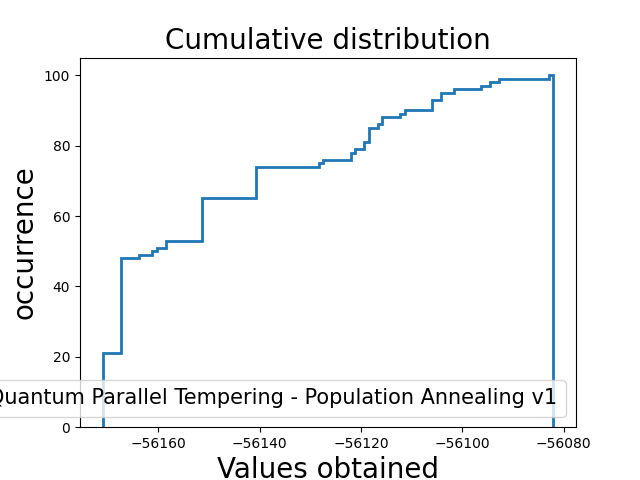 Cumulative distribution
occurrence
100
80
60
40
20
0
Quantum Parallel Tempering - Population Annealing v1
−56160
−56140
−56120
−56100
−56080
Values obtained